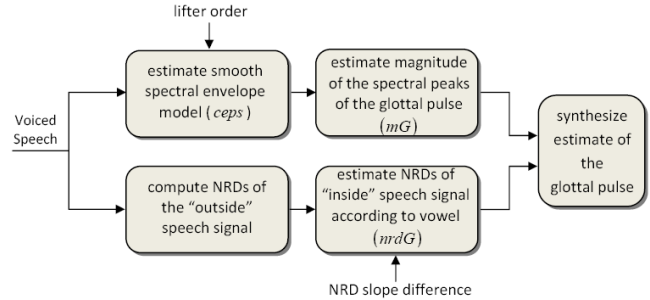 lifter order
Voiced
Speech
estimate smooth
spectral envelope
model (ceps)
estimate magnitude
of the spectral peaks
of the glottal pulse
(mG)
compute NRDs of
the "outside"
speech signal
estimate NRDs of
"inside" speech signal
according to vowel
(nrdG)
NRD slope difference
synthesize
estimate of
the
glottal pulse